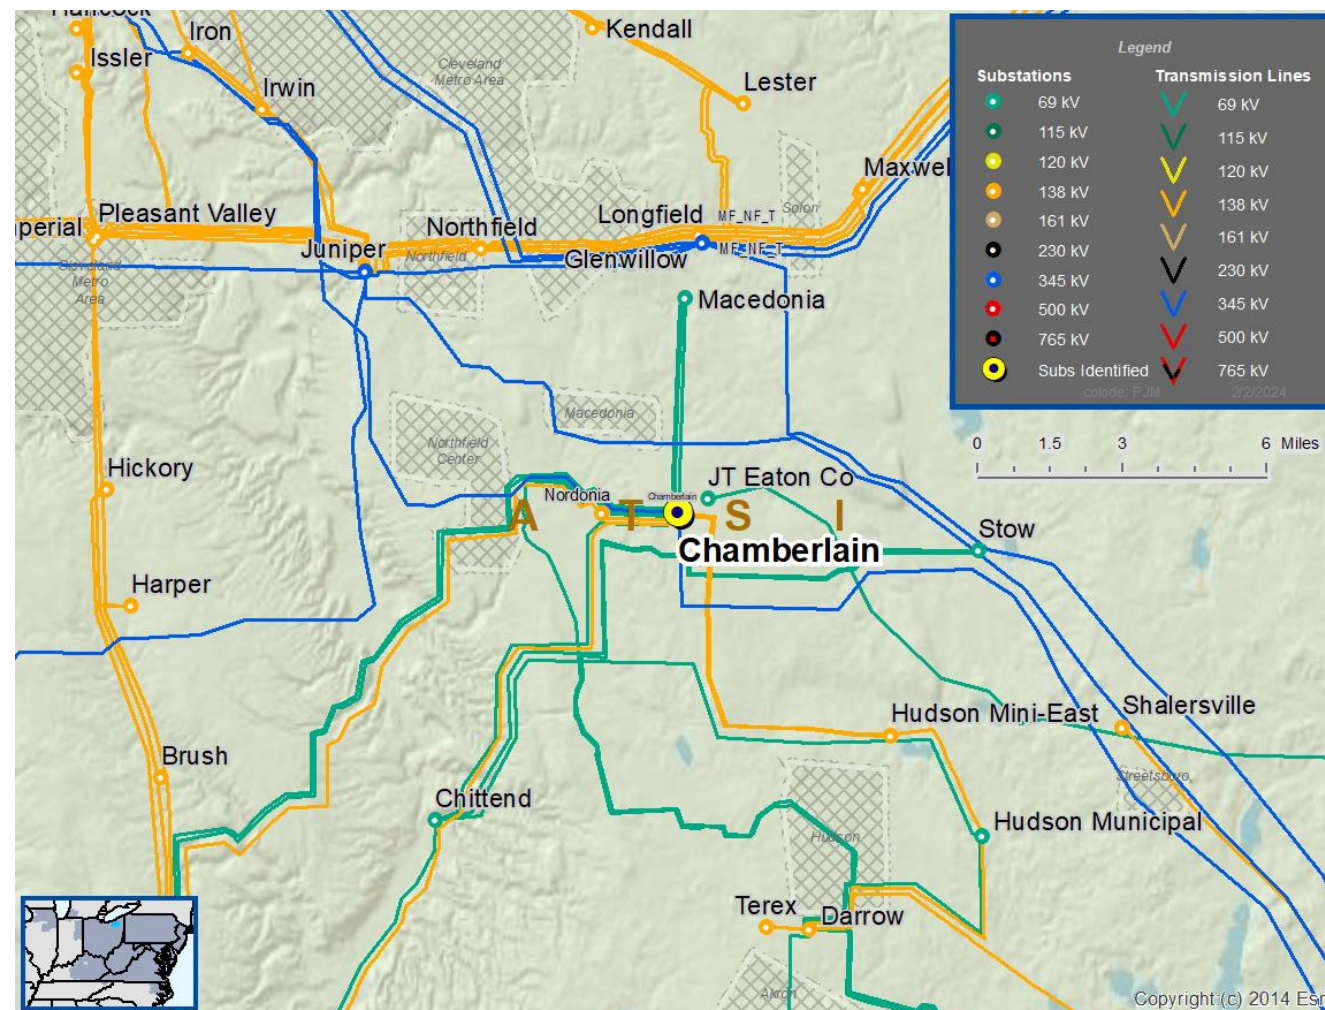 Hancock
Iron
Issler
Irwin
Kendall
Cleveland
Metro Area
Lester
Legend
Substations
Transmission Lines
69 kV
69 kV
115 kV
115 kV
120 kV
120 kV
138 kV
138 kV
161 kV
161 kV
230 kV
230 kV
345 kV
345 kV
500 kV
500 kV
765 kV
765 kV
Subs Identified
2/2/2024
0 1.5 3 6 Miles
Maxwel
perial
Pleasant Valley
Juniper
Northfield
Northfield
Longfield
MF_NF_T
Solon
Glenwillow
MF_NF_T
Cleveland
Metro
Area
Macedonia
Macedonia
Northfield
Center
Hickory
JT Eaton Co
Nordonia
Chamberlain
A T S I
Chamberlain
Stow
Harper
Hudson Mini-East
Shalersville
Brush
Streetsboro
Chittend
Hudson
Hudson Municipal
Terex
Darrow
Akron
Copyright:(c) 2014 Esr